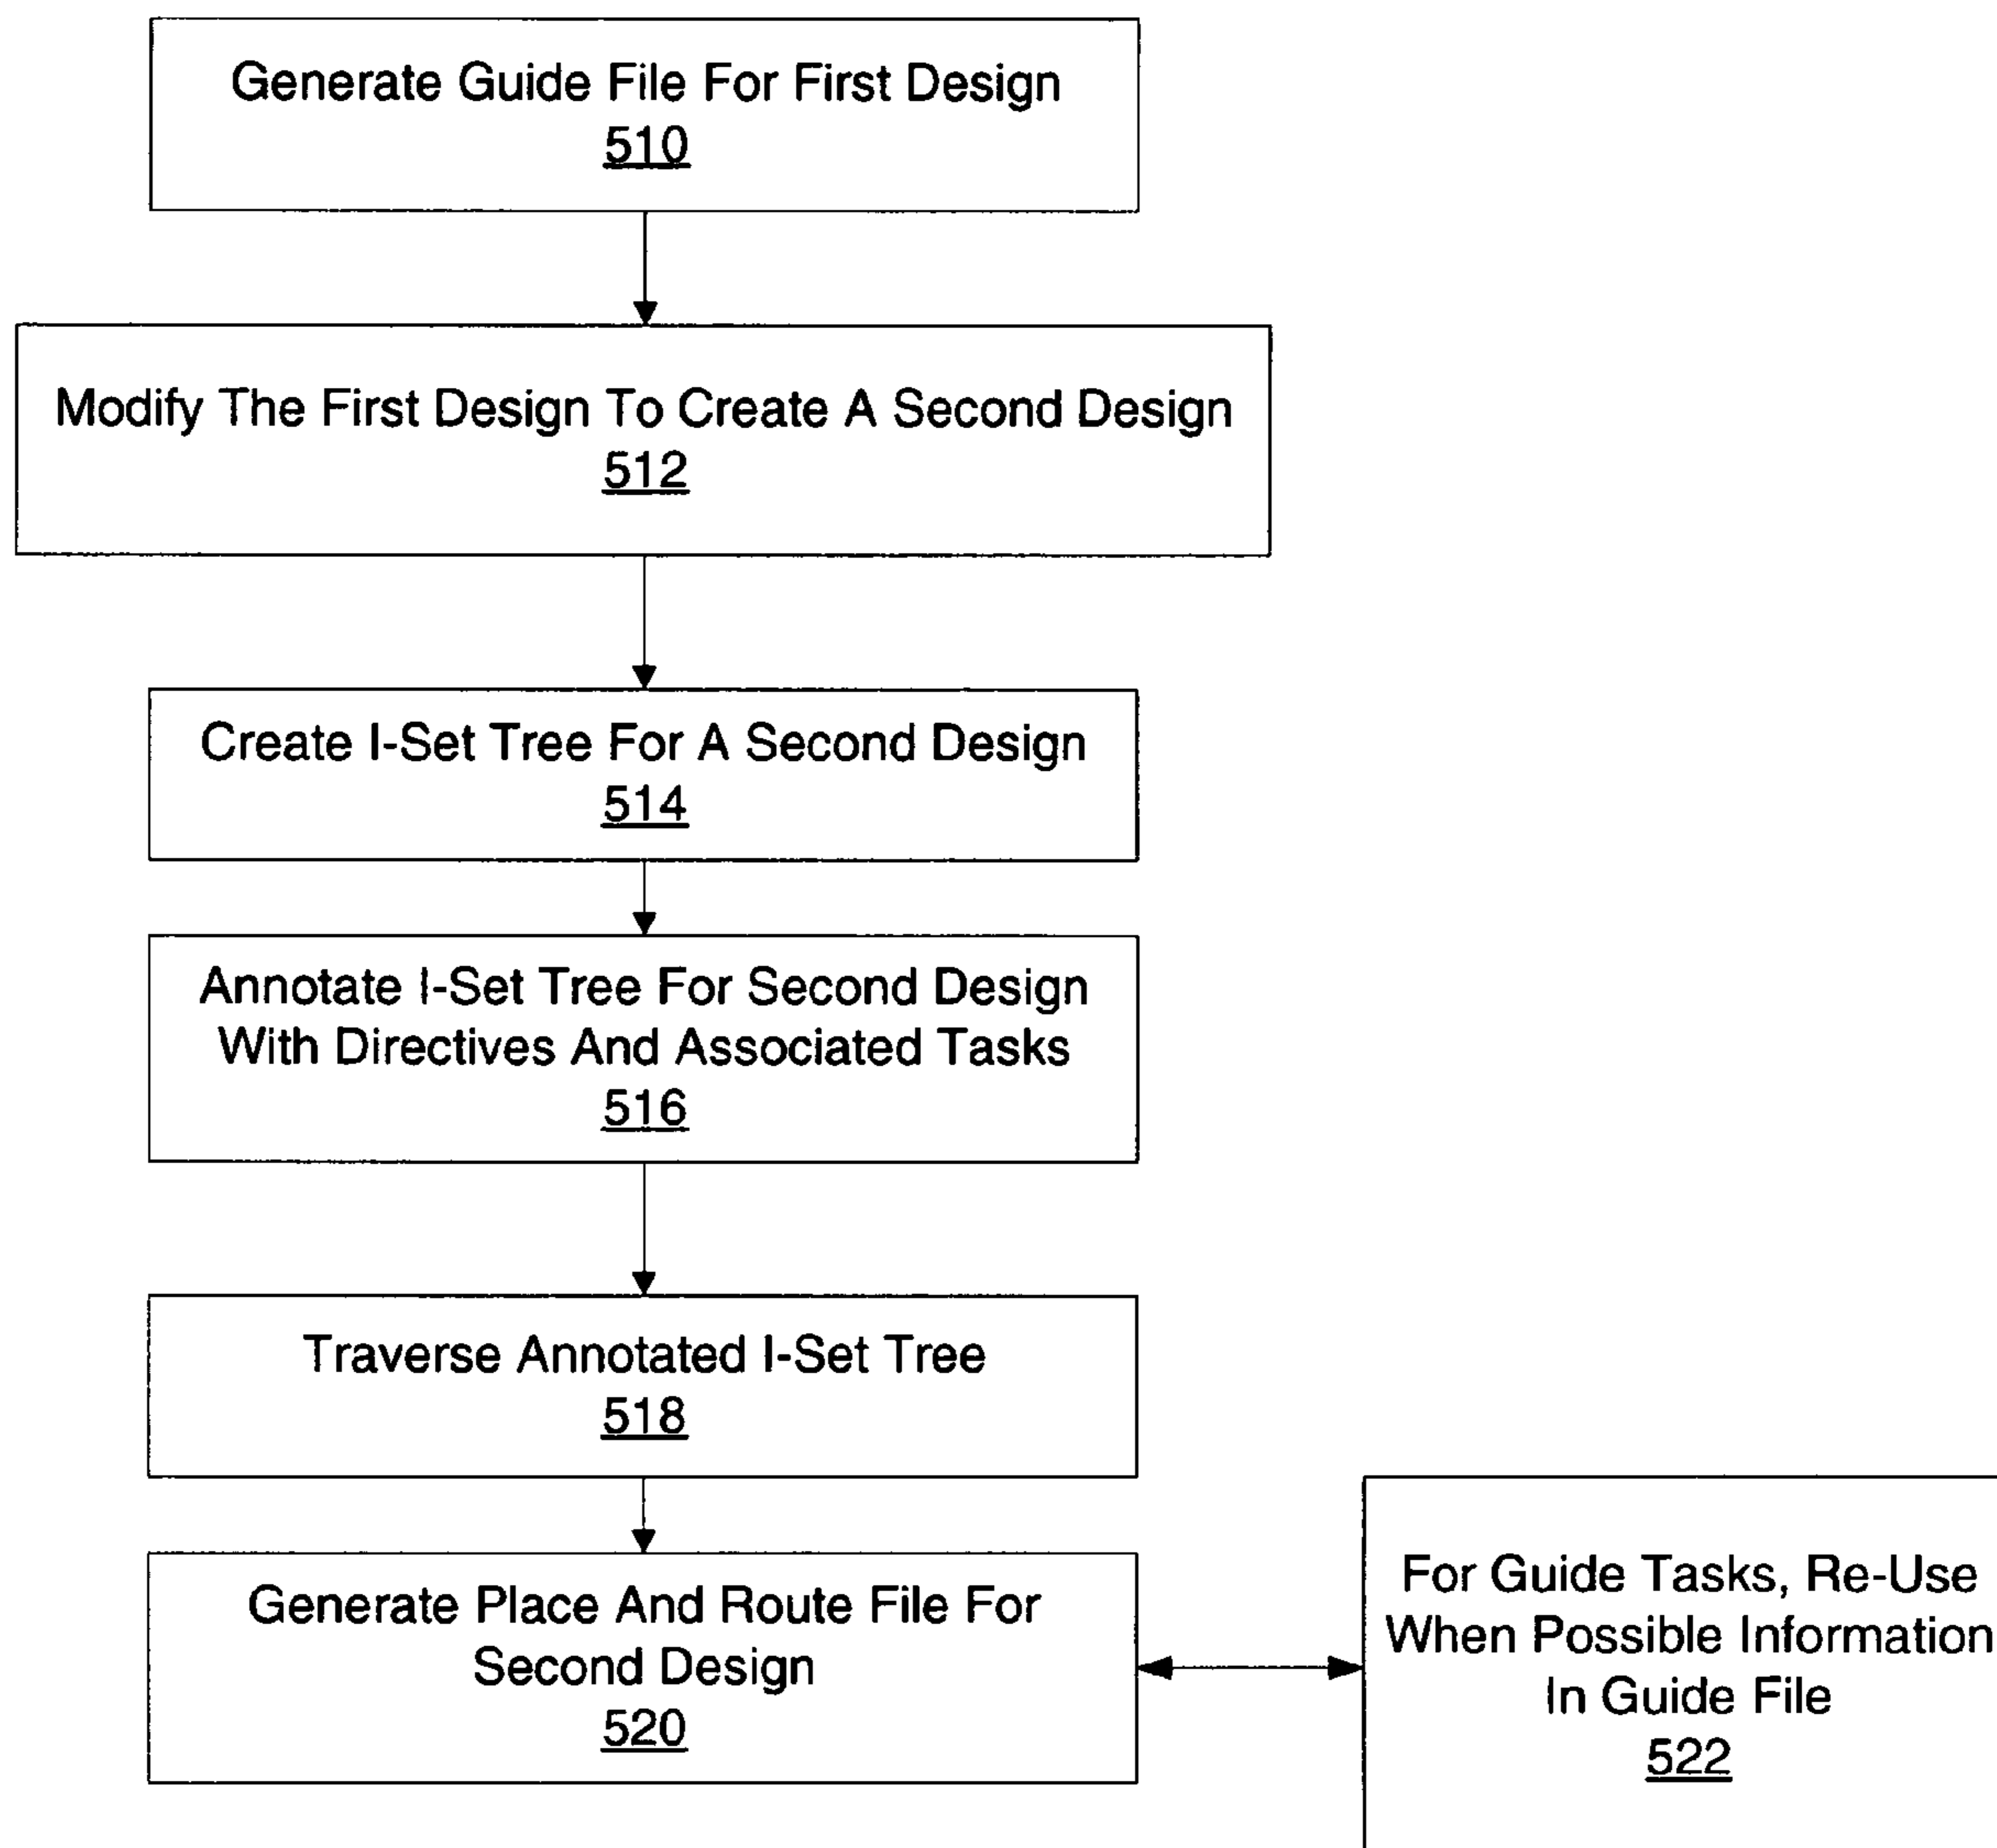 Generate Guide File For First Design
510
Modify The First Design To Create A Second Design
512
Create I-Set Tree For A Second Design
514
Annotate I-Set Tree For Second Design
With Directives And Associated Tasks
516
Traverse Annotated I-Set Tree
518
Generate Place And Route File For
Second Design
520
For Guide Tasks, Re-Use
When Possible Information
In Guide File
522